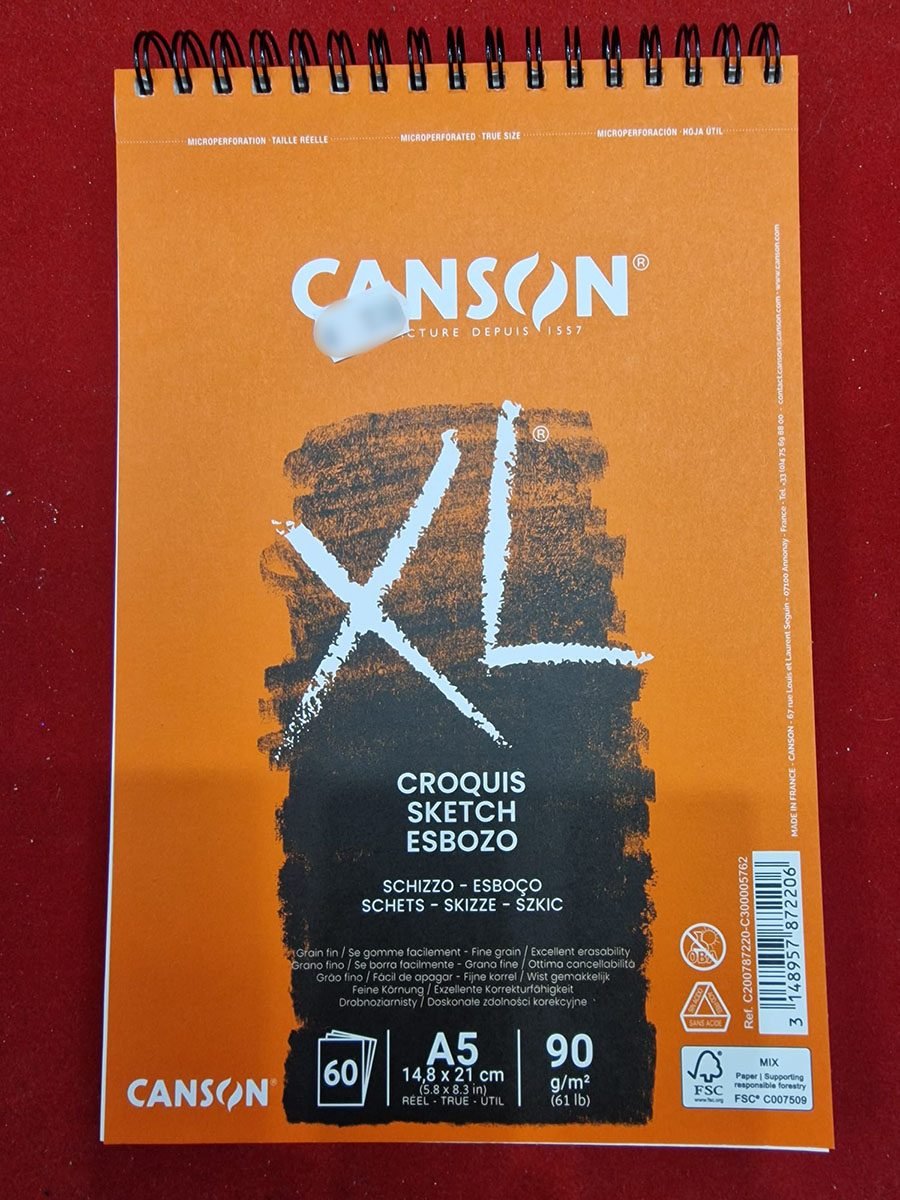 MICROPERFORATION · TAILLE RÉELLE
MICROPERFORATED · TRUE SIZE
MICROPERFORACIÓN · HOJA ÚTIL
CANSON®
CTURE DEPUIS 1557
XL®
CROQUIS
SKETCH
ESBOZO
SCHIZZO - ESBOÇO
SCHETS - SKIZZE - SZKIC
Grain fin / Se gomme facilement - Fine grain / Excellent erasability
Grano fino / Se borra facilmente - Grana fine / Ottima cancellabilità
Grão fino / Fácil de apagar - Fijne korrel / Wist gemakkelijk
Feine Körnung / Exzellente Korrekturfähigkeit
Drobnoziarnisty / Doskonałe zdolności korekcyjne
60
A5
14,8 x 21 cm
(5.8 x 8.3 in)
RÉEL - TRUE - ÚTIL
90
g/m²
(61 lb)
CANSON®
MADE IN FRANCE - CANSON - 67 rue Louis et Laurent Seguin - 07100 Annonay - France - Tel. +33 (0)4 75 69 88 00 - contact.canson@canson.com - www.canson.com
OBA
SANS ACIDE
Ref. C200787220-C300005762
3 148957 872206
FSC
www.fsc.org
MIX
Paper | Supporting
responsible forestry
FSC® C007509